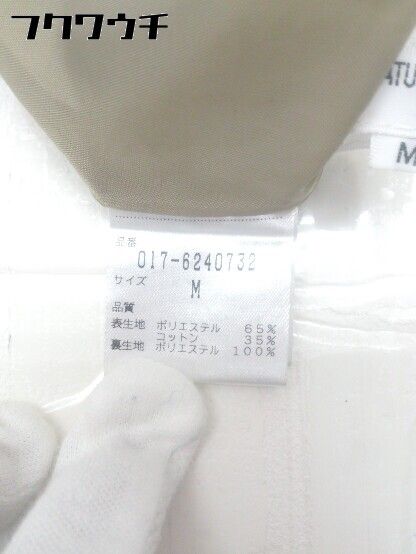 フクワウチ
ATU
M
品番
017-6240732
サイズ
M
品質
表生地 ポリエステル 65%
コットン 35%
裏生地 ポリエステル 100%